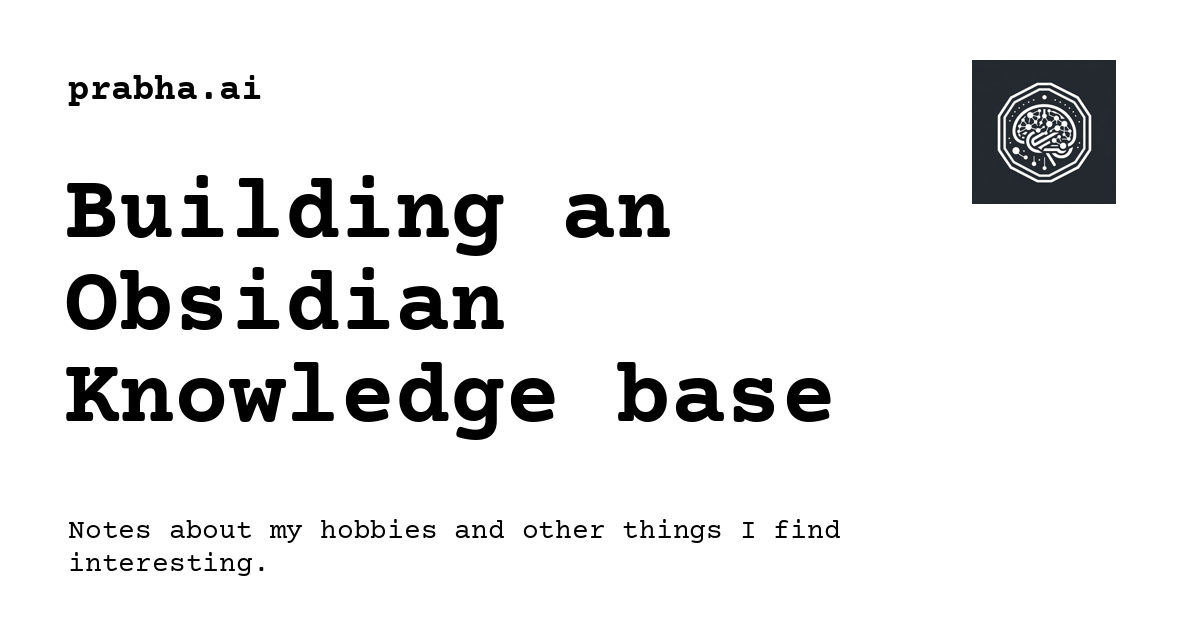 prabha.ai
Building an
Obsidian
Knowledge base
Notes about my hobbies and other things I find
interesting.